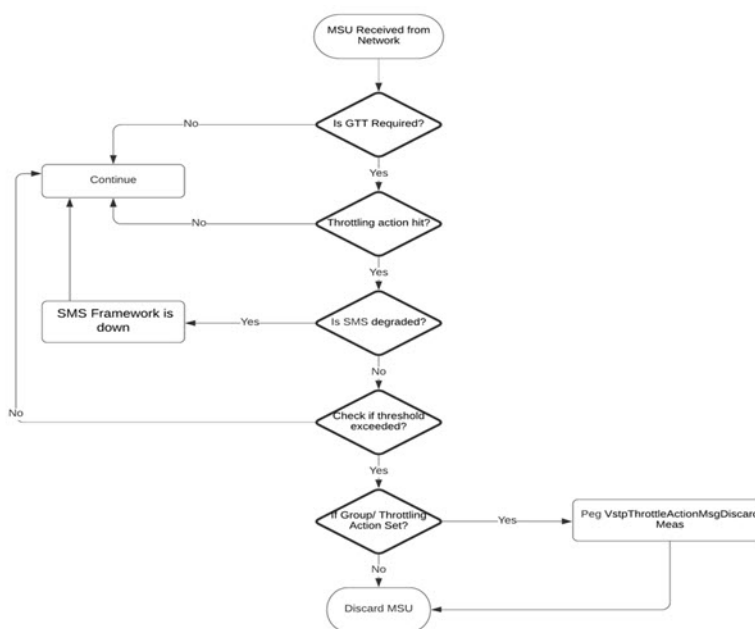 MSU Received from
Network
Is GTT Required?
No
Yes
Continue
Throttling action hit?
No
Yes
SMS Framework is
down
Yes
Is SMS degraded?
No
No
Check if threshold
exceeded?
Yes
If Group/ Throttling
Action Set?
Yes
Peg VstpThrottleActionMsgDiscard
Meas
No
Discard MSU